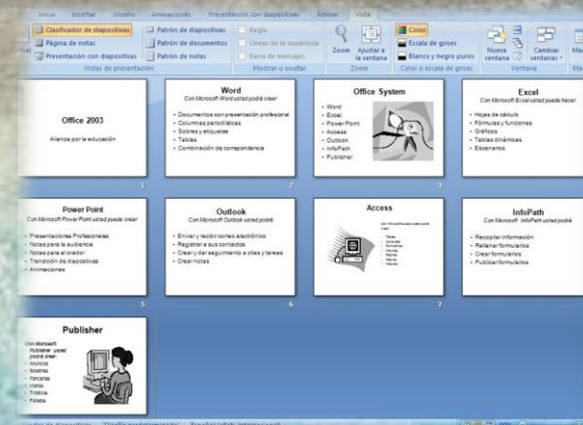 Inicio Insertar Diseño Animaciones Presentación con diapositivas Revisar Vista
Clasificador de diapositivas
Página de notas
Presentación con diapositivas
Patrón de diapositivas
Patrón de documentos
Patrón de notas
Vistas de presentación
Regla
Líneas de la cuadrícula
Barra de mensajes
Mostrar u ocultar
Zoom
Ajustar a
la ventana
Zoom
Color
Escala de grises
Blanco y negro puros
Color o escala de grises
Nueva
ventana
Cambiar
ventanas
Ventana
Office 2003
Alianza por la educación
1
Word
Con Microsoft Word usted podrá crear
• Documentos con presentación profesional
• Columnas periodísticas
• Sobres y etiquetas
• Tablas
• Combinación de correpondencia
2
Office System
• Word
• Excel
• Power Point
• Access
• Outlook
• InfoPath
• Publisher
3
Excel
Con Microsoft Excel usted puede hacer
• Hojas de cálculo
• Fórmulas y funciones
• Gráficos
• Tablas dinámicas
• Escenarios
Power Point
Con Microsoft Power Point usted puede crear
• Presentaciones Profesionales
• Notas para la audiencia
• Notas para el orador
• Transición de diapositivas
• Animaciones
5
Outlook
Con Microsoft Outlook usted podrá
• Enviar y recibir correo electrónico
• Registrar a sus contactos
• Crear y dar seguimiento a citas y tareas
• Crear notas
6
Access
7
InfoPath
Con Microsoft InfoPath usted podrá
• Recopilar información
• Rellenar formularios
• Crear formularios
• Publicar formularios
Publisher
Con Microsoft
Publisher usted
podrá crear: